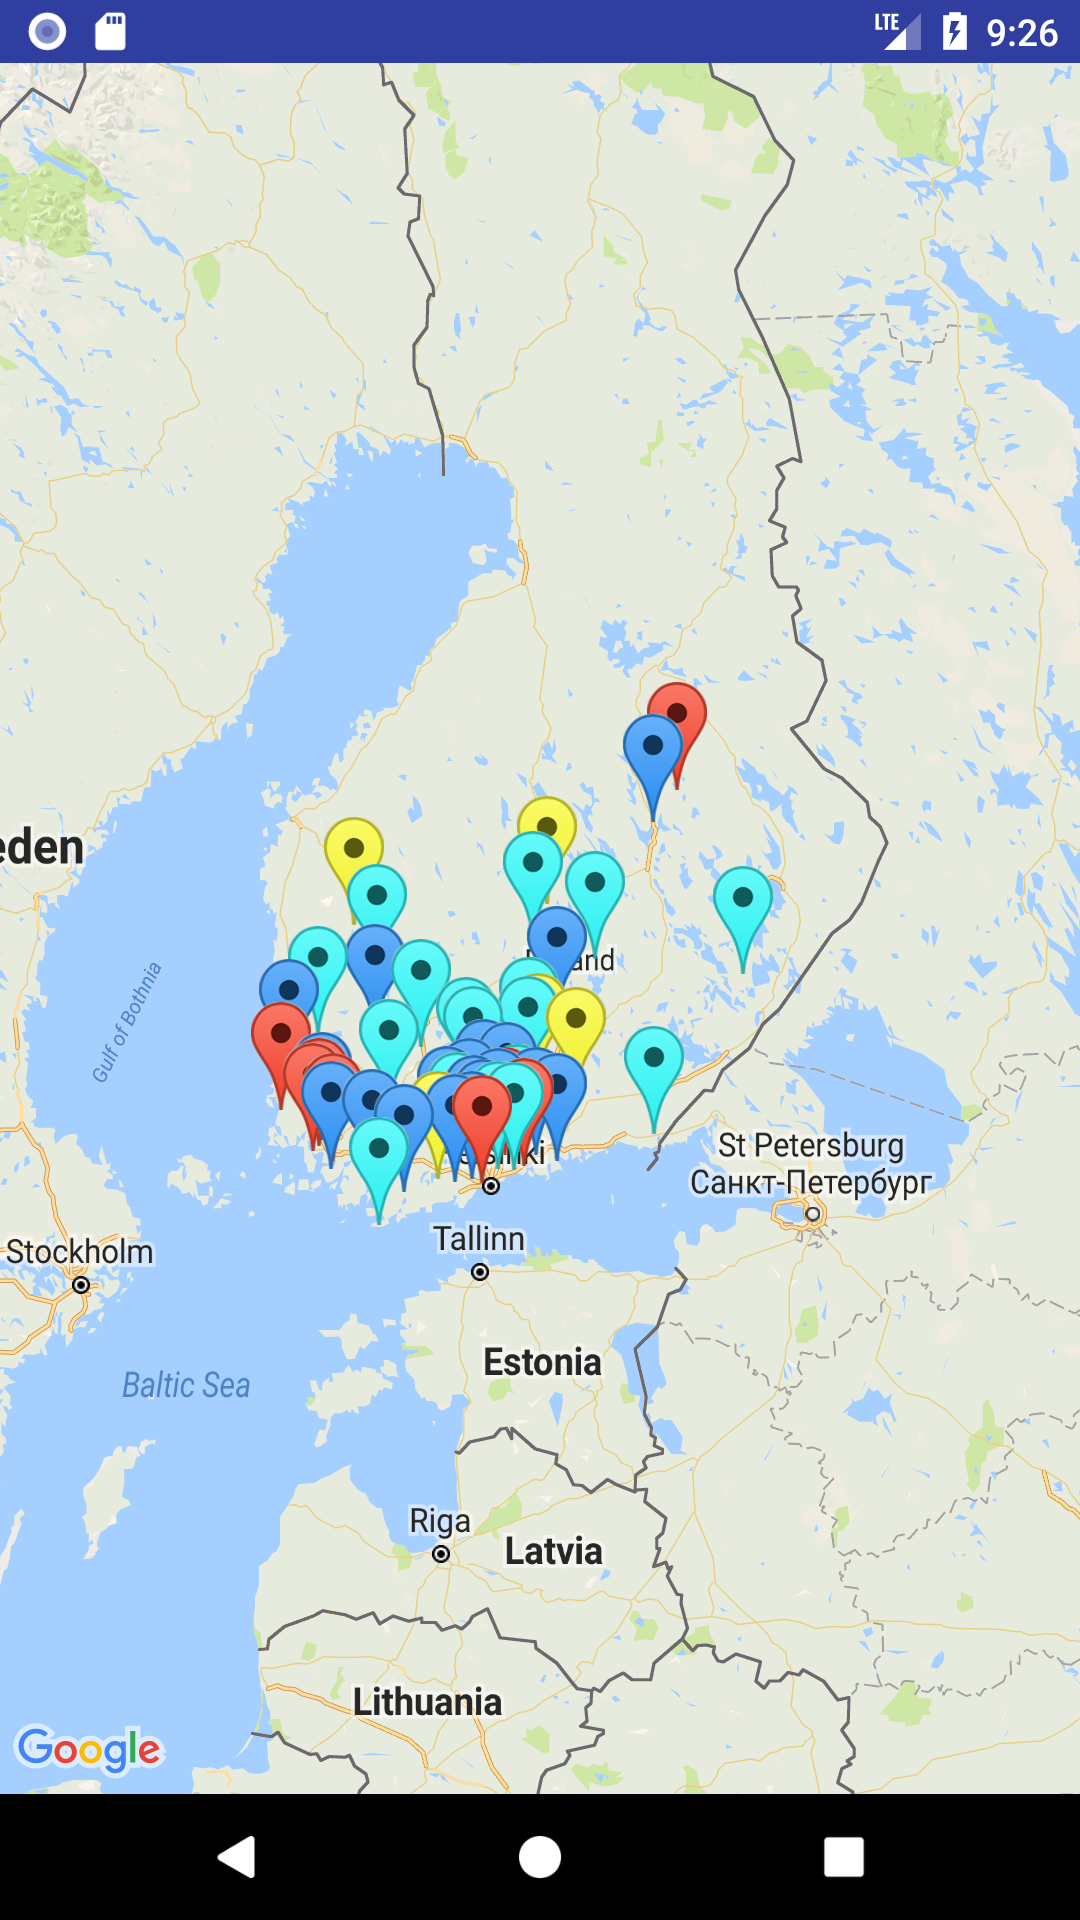 LTE 9:26
eden
Gulf of Bothnia
and
St Petersburg
Санкт-Петербург
Stockholm
Tallinn
Estonia
Baltic Sea
Riga
Latvia
Lithuania
Google